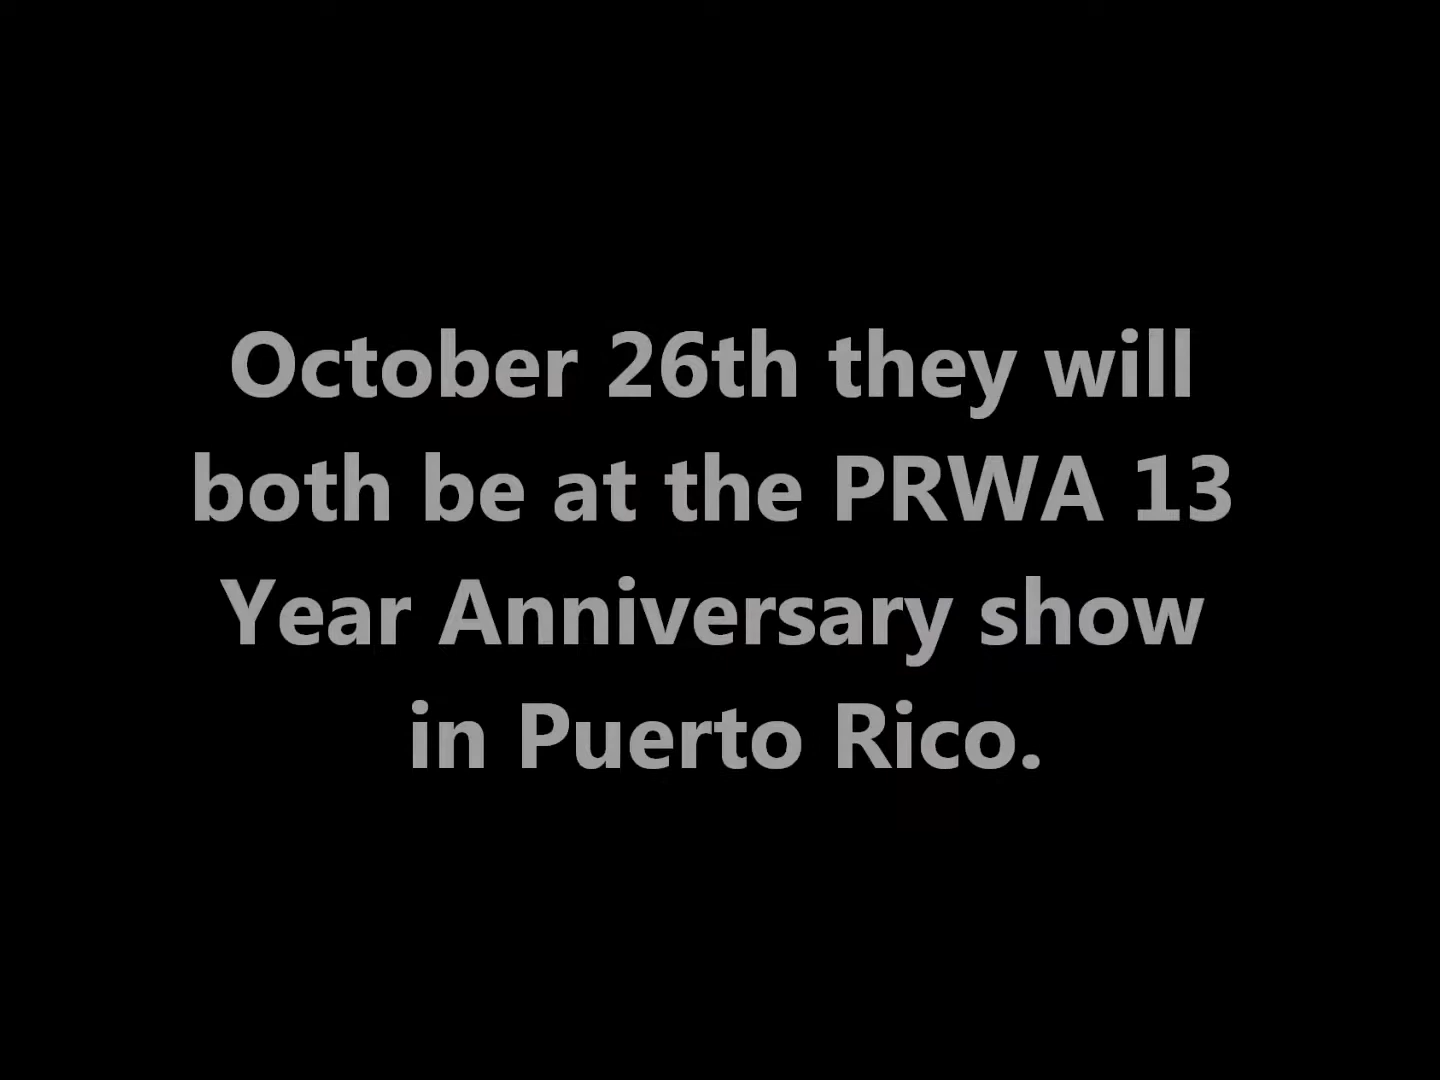 October 26th they will
both be at the PRWA 13
Year Anniversary show
in Puerto Rico.